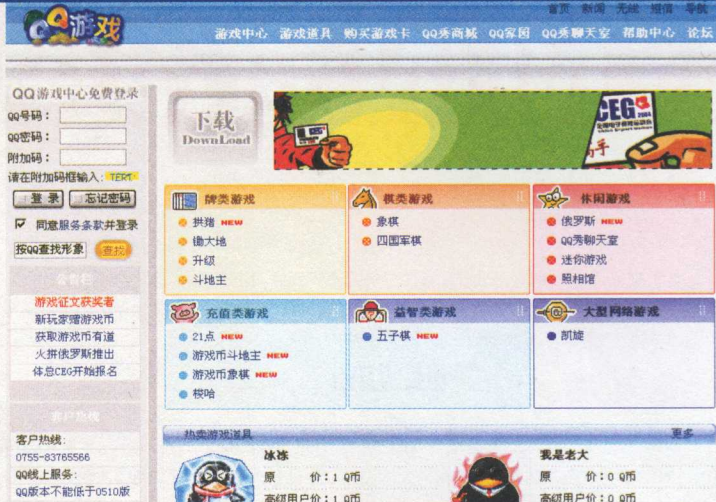 首页 新闻 无线 短信 导航
QQ游戏
游戏中心 游戏道具 购买游戏卡 QQ秀商城 QQ家园 QQ秀聊天室 帮助中心 论坛
QQ游戏中心免费登录
QQ号码：
QQ密码：
附加码：
请在附加码框输入：TERT
登录 忘记密码
同意服务条款并登录
按QQ查找形象 查找
公告栏
游戏征文获奖者
新玩家赠游戏币
获取游戏币有道
火拼俄罗斯推出
体总CEG开始报名
客户热线
客户热线:
0755-83765566
QQ线上服务:
QQ版本不能低于0510版
下载
DownLoad
CEG
手
牌类游戏
拱猪 NEW
锄大地
升级
斗地主
棋类游戏
象棋
四国军棋
休闲游戏
俄罗斯 NEW
QQ秀聊天室
迷你游戏
照相馆
充值类游戏
21点 NEW
游戏币斗地主 NEW
游戏币象棋 NEW
梭哈
益智类游戏
五子棋 NEW
大型网络游戏
凯旋
热卖游戏道具 更多
冰冻
原 价：1 Q币
高级用户价：1 Q币
我是老大
原 价：0 Q币
高级用户价：0 Q币